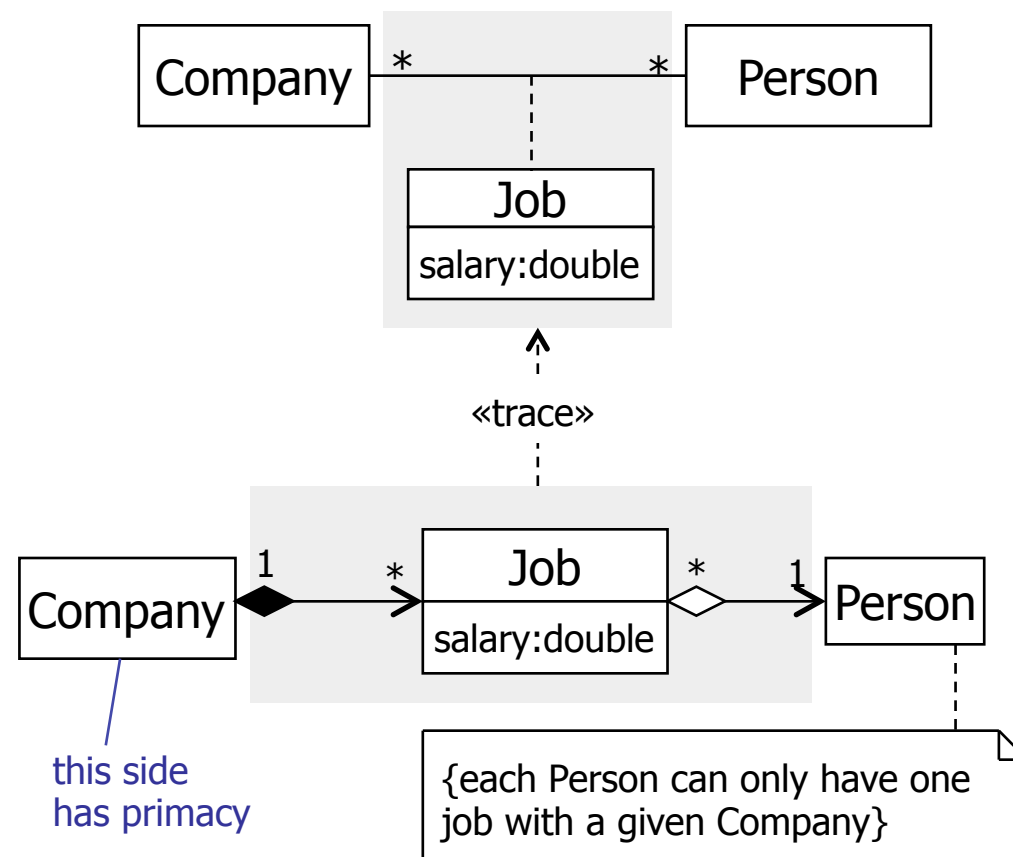 Company
*
*
Person
Job
salary:double
«trace»
Company
1
*
Job
salary:double
*
1
Person
this side
has primacy
{each Person can only have one
job with a given Company}